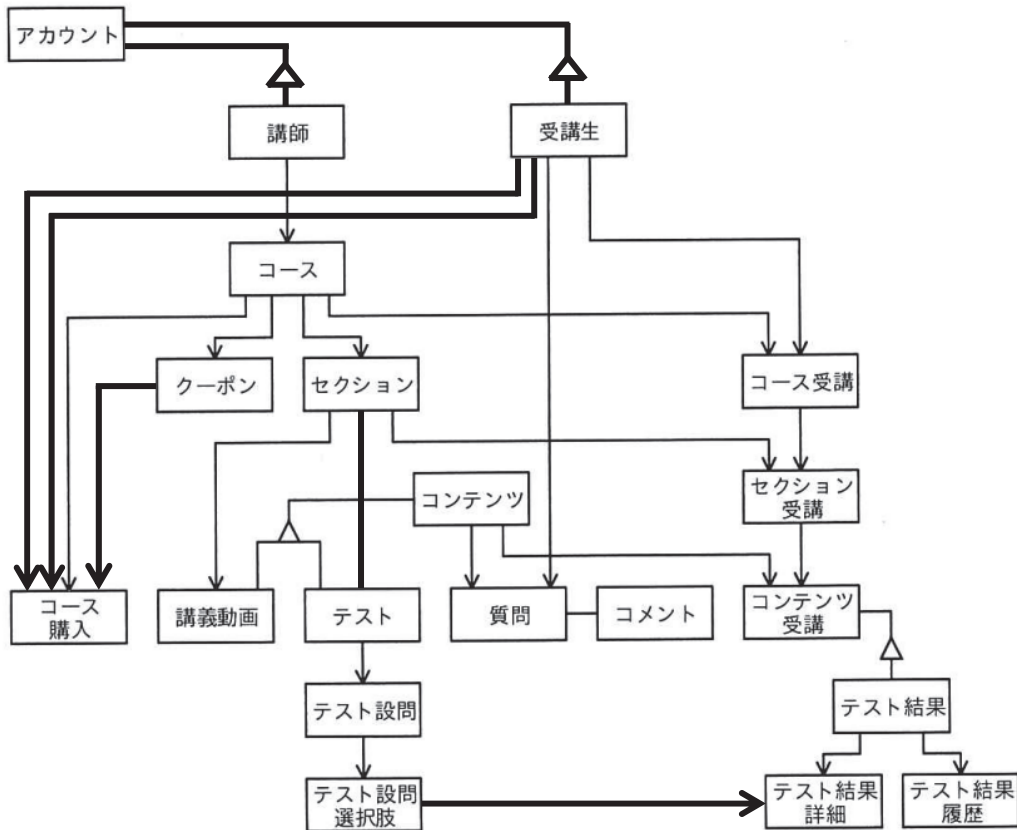 アカウント
講師
受講生
コース
クーポン
セクション
コース受講
コンテンツ
セクション
受講
コース
購入
講義動画
テスト
質問
コメント
コンテンツ
受講
テスト設問
テスト結果
テスト設問
選択肢
テスト結果
詳細
テスト結果
履歴